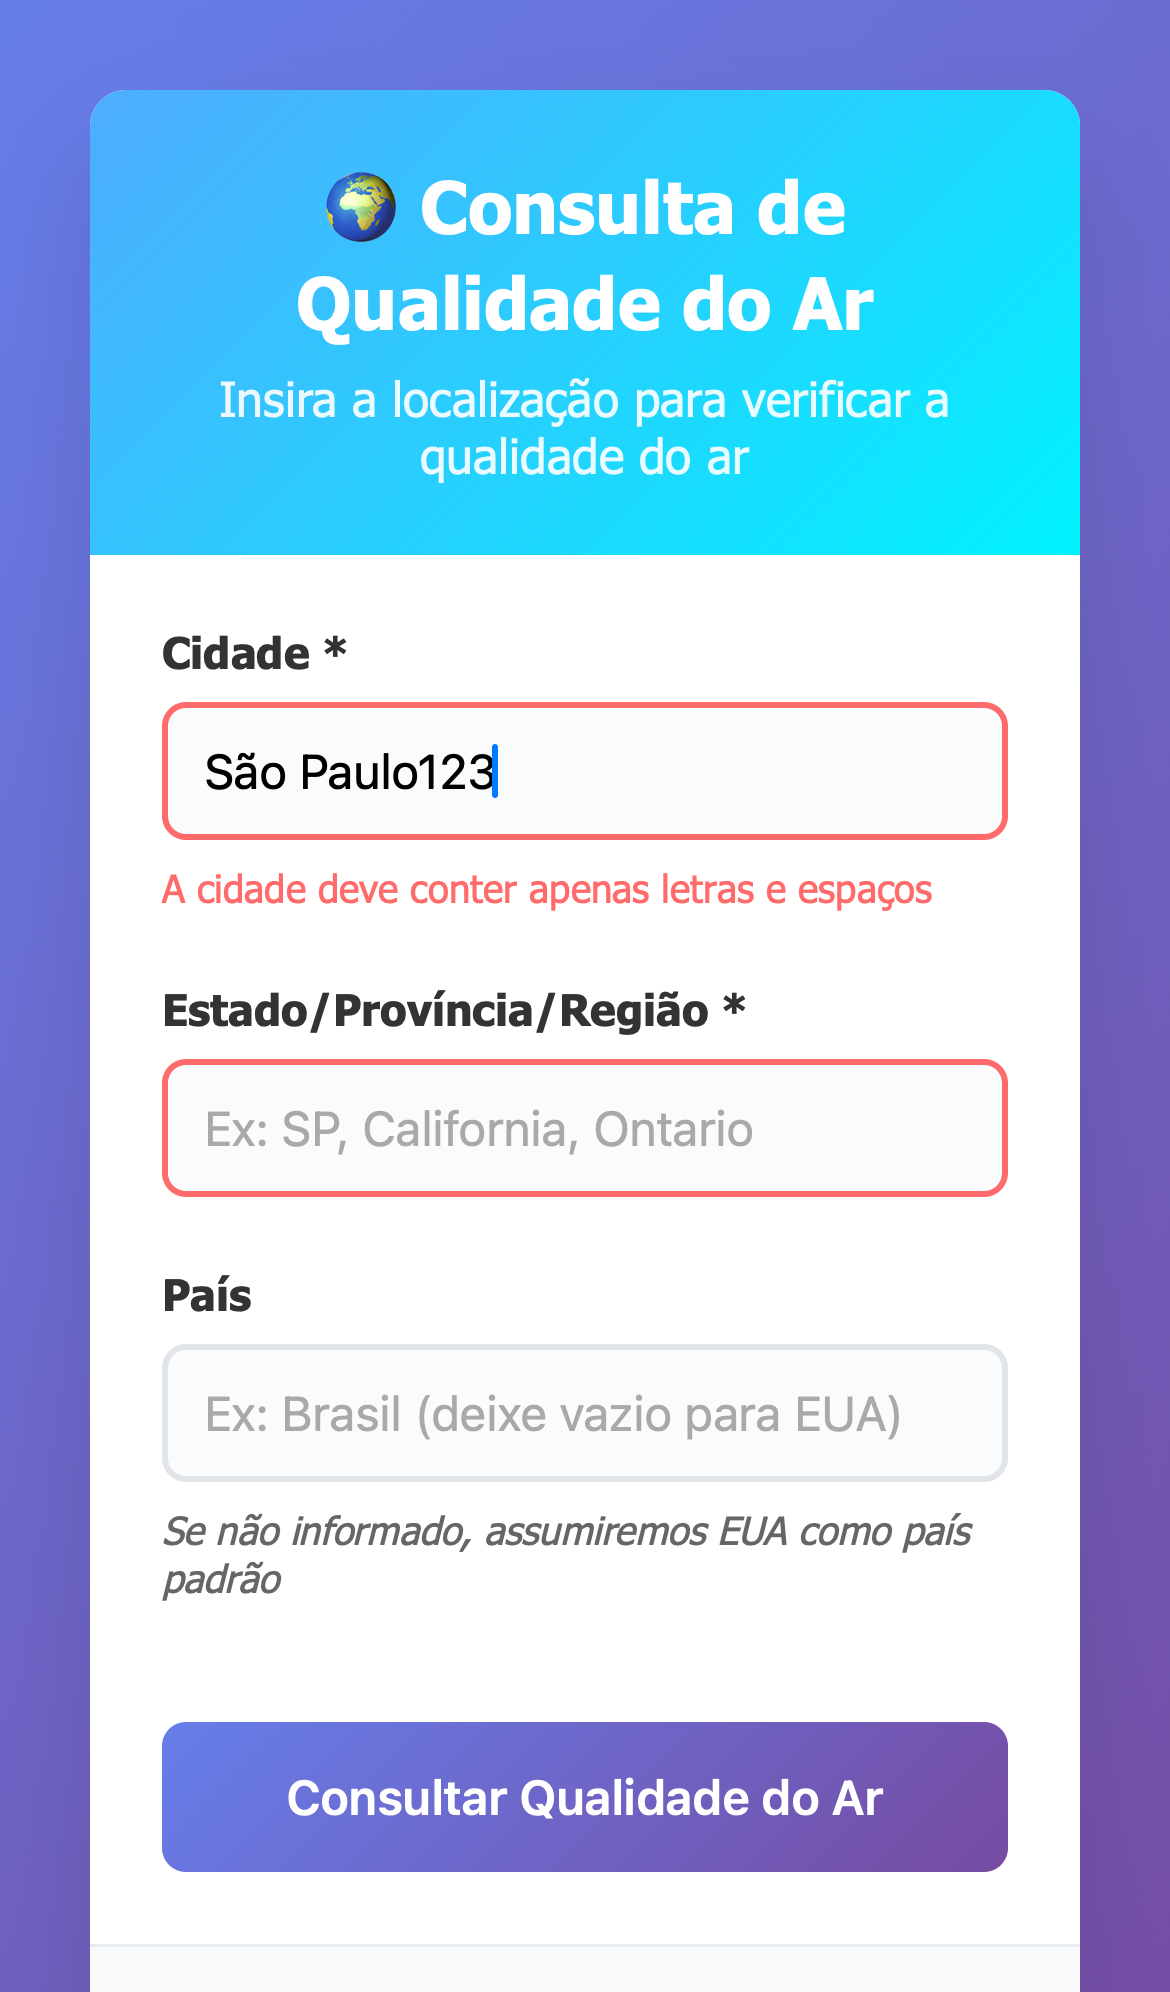 Consulta de
Qualidade do Ar
Insira a localização para verificar a
qualidade do ar
Cidade *
São Paulo123
A cidade deve conter apenas letras e espaços
Estado/Província/Região *
Ex: SP, California, Ontario
País
Ex: Brasil (deixe vazio para EUA)
Se não informado, assumiremos EUA como país
padrão
Consultar Qualidade do Ar